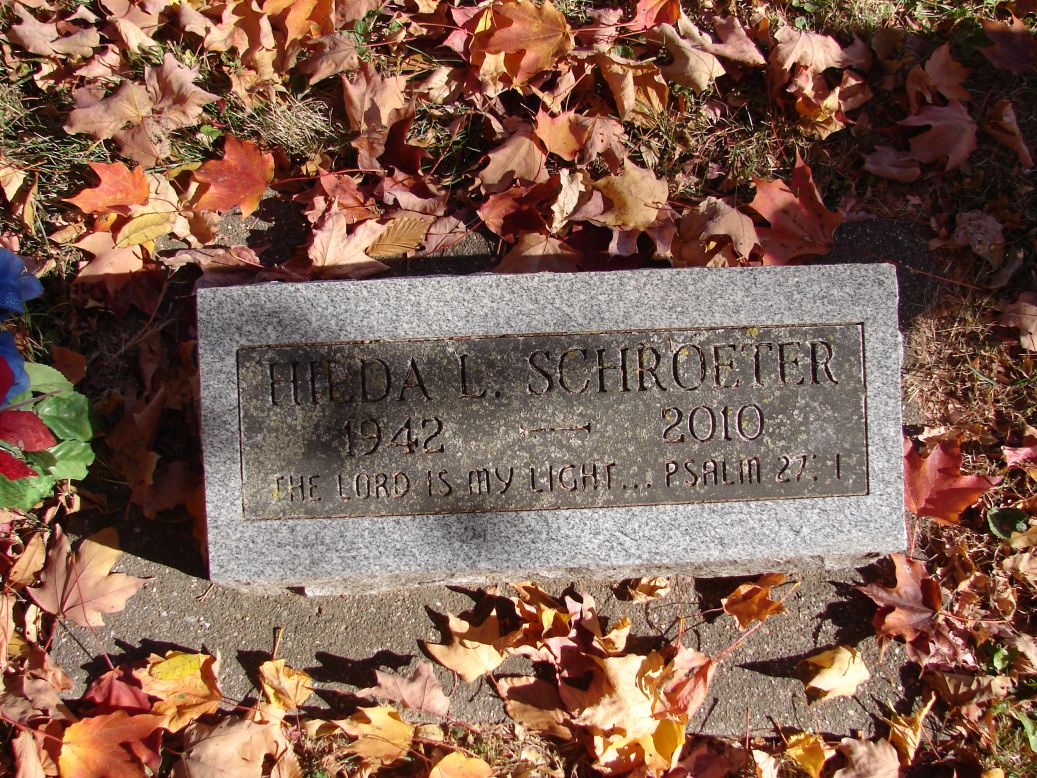 HILDA L. SCHROETER
1942 — 2010
THE LORD IS MY LIGHT... PSALM 27:1